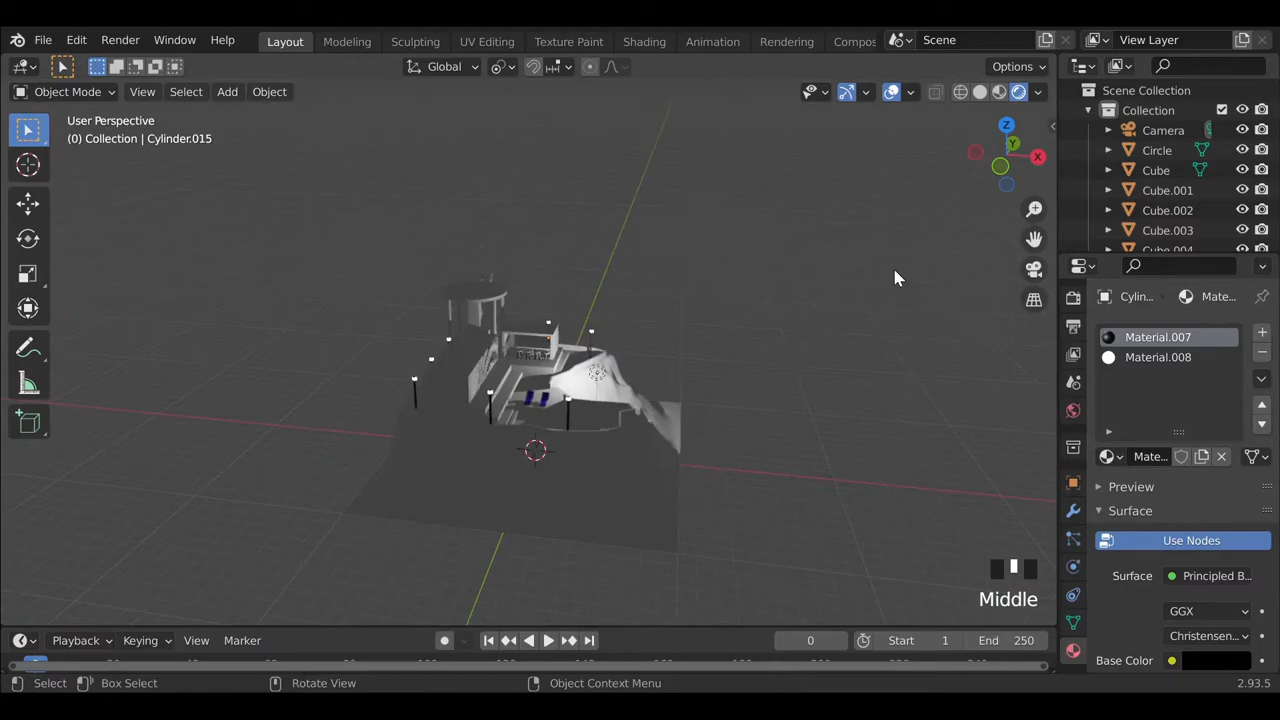 File Edit Render Window Help Layout Modeling Sculpting UV Editing Texture Paint Shading Animation Rendering Compos Scene View Layer
Global Options
Object Mode View Select Add Object
User Perspective
(0) Collection | Cylinder.015
Z
Y
X
Scene Collection
Collection
Camera
Circle
Cube
Cube.001
Cube.002
Cube.003
Cube.004
Cylin... Mate...
Material.007
Material.008
Mate...
Preview
Surface
Use Nodes
Surface Principled B...
GGX
Christensen...
Base Color
Middle
Playback Keying View Marker 0 Start 1 End 250
Select Box Select Rotate View Object Context Menu 2.93.5